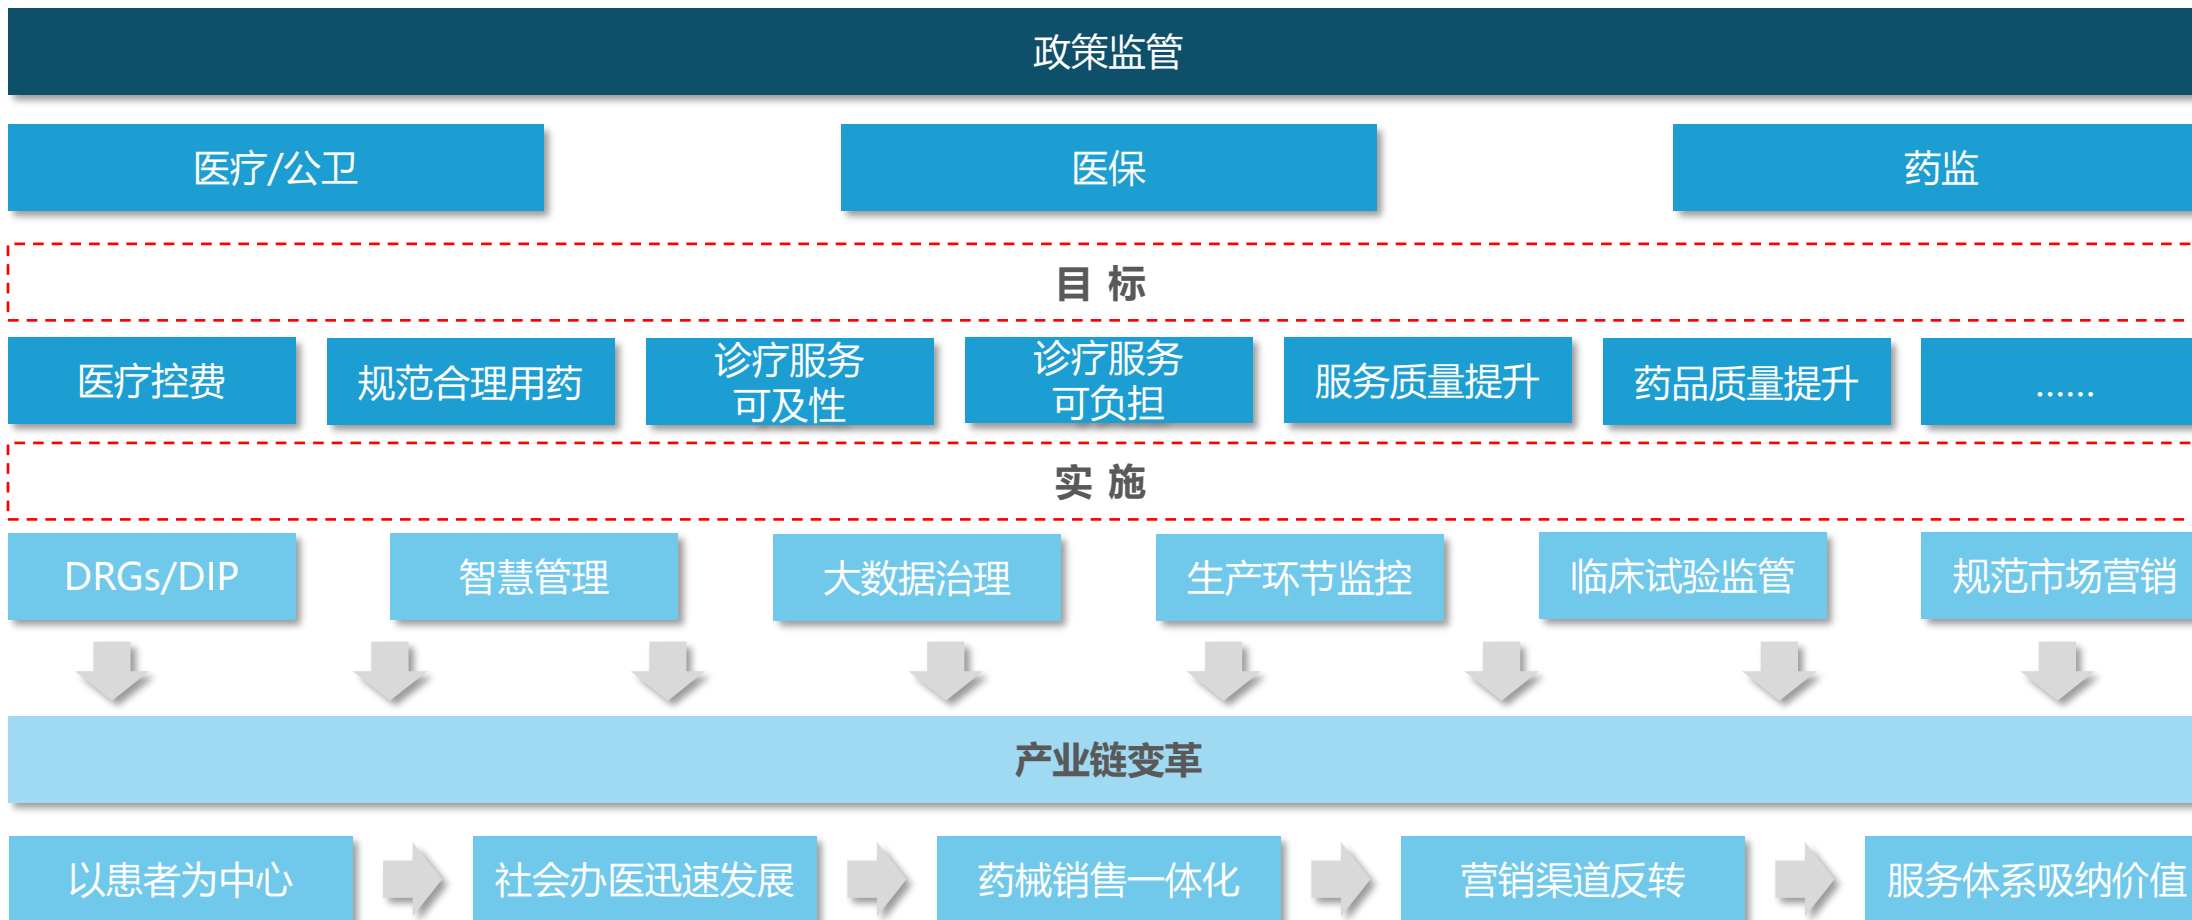 政策监管
医疗/公卫
医保
药监
目 标
医疗控费
规范合理用药
诊疗服务
可及性
诊疗服务
可负担
服务质量提升
药品质量提升
......
实 施
DRGs/DIP
智慧管理
大数据治理
生产环节监控
临床试验监管
规范市场营销
产业链变革
以患者为中心
社会办医迅速发展
药械销售一体化
营销渠道反转
服务体系吸纳价值